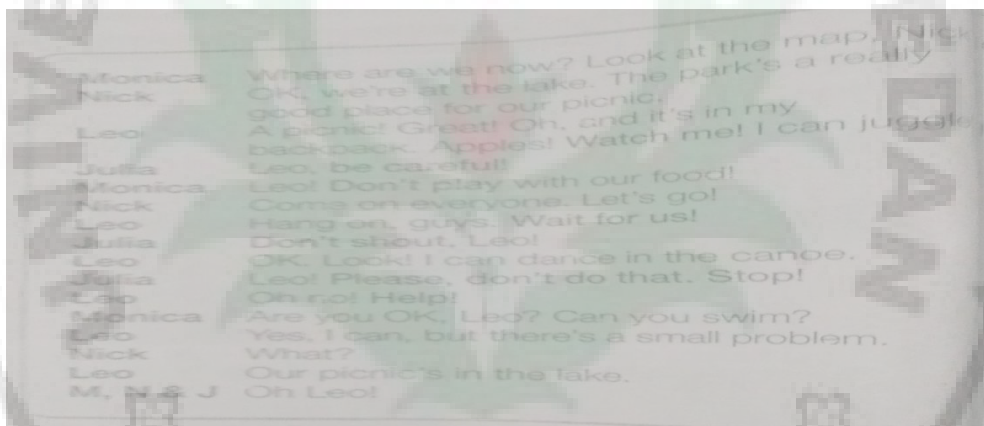 Monica Where are we now? Look at the map, Nick.
Nick OK, we're at the lake. The park's a really
good place for our picnic.
Leo A picnic! Great! Oh, and it's in my
backpack. Apples! Watch me! I can juggle
Julia Leo, be careful!
Monica Leo! Don't play with our food!
Nick Come on everyone. Let's go!
Leo Hang on, guys. Wait for us!
Julia Don't shout, Leo!
Leo OK. Look! I can dance in the canoe.
Julia Leo! Please, don't do that. Stop!
Leo Oh no! Help!
Monica Are you OK, Leo? Can you swim?
Leo Yes, I can, but there's a small problem.
Nick What?
Leo Our picnic's in the lake.
M, N & J Oh Leo!
DAN